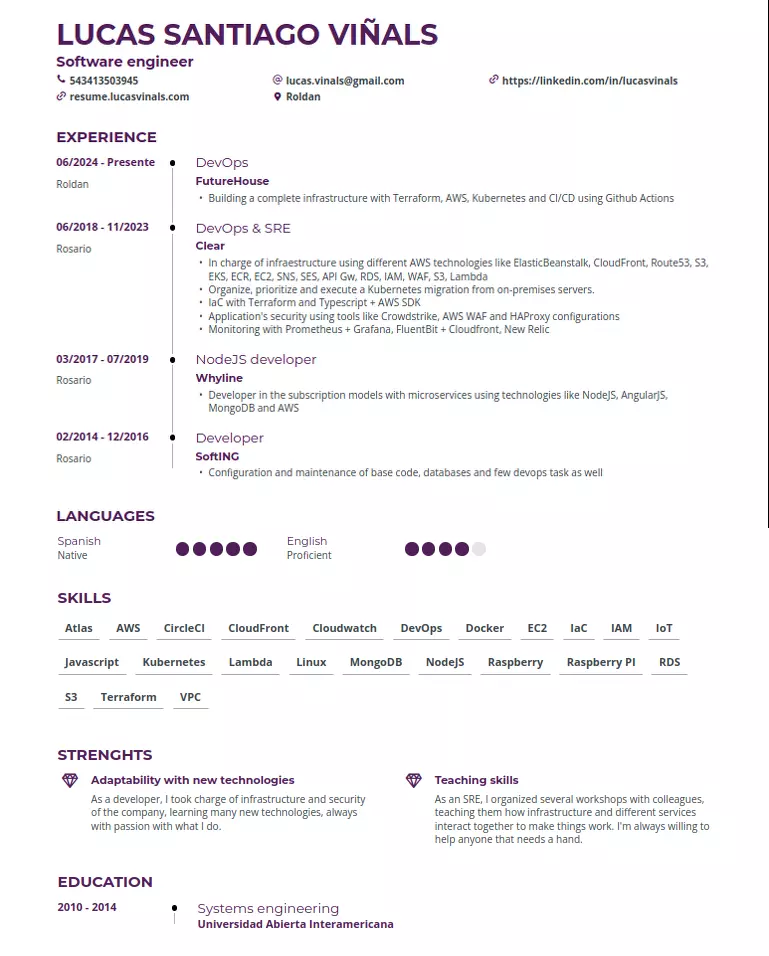 LUCAS SANTIAGO VIÑALS
Software engineer
543413503945
lucas.vinals@gmail.com
https://linkedin.com/in/lucasvinals
resume.lucasvinals.com
Roldan
EXPERIENCE
06/2024 - Presente
Roldan
DevOps
FutureHouse
• Building a complete infrastructure with Terraform, AWS, Kubernetes and CI/CD using Github Actions
06/2018 - 11/2023
Rosario
DevOps & SRE
Clear
• In charge of infraestructure using different AWS technologies like ElasticBeanstalk, CloudFront, Route53, S3,
EKS, ECR, EC2, SNS, SES, API Gw, RDS, IAM, WAF, S3, Lambda
• Organize, prioritize and execute a Kubernetes migration from on-premises servers.
• IaC with Terraform and Typescript + AWS SDK
• Application's security using tools like Crowdstrike, AWS WAF and HAProxy configurations
• Monitoring with Prometheus + Grafana, FluentBit + Cloudfront, New Relic
03/2017 - 07/2019
Rosario
NodeJS developer
Whyline
• Developer in the subscription models with microservices using technologies like NodeJS, AngularJS,
MongoDB and AWS
02/2014 - 12/2016
Rosario
Developer
SoftING
• Configuration and maintenance of base code, databases and few devops task as well
LANGUAGES
Spanish
Native
English
Proficient
SKILLS
Atlas AWS CircleCI CloudFront Cloudwatch DevOps Docker EC2 IaC IAM IoT
Javascript Kubernetes Lambda Linux MongoDB NodeJS Raspberry Raspberry PI RDS
S3 Terraform VPC
STRENGHTS
Adaptability with new technologies
As a developer, I took charge of infrastructure and security
of the company, learning many new technologies, always
with passion with what I do.
Teaching skills
As an SRE, I organized several workshops with colleagues,
teaching them how infrastructure and different services
interact together to make things work. I'm always willing to
help anyone that needs a hand.
EDUCATION
2010 - 2014
Systems engineering
Universidad Abierta Interamericana